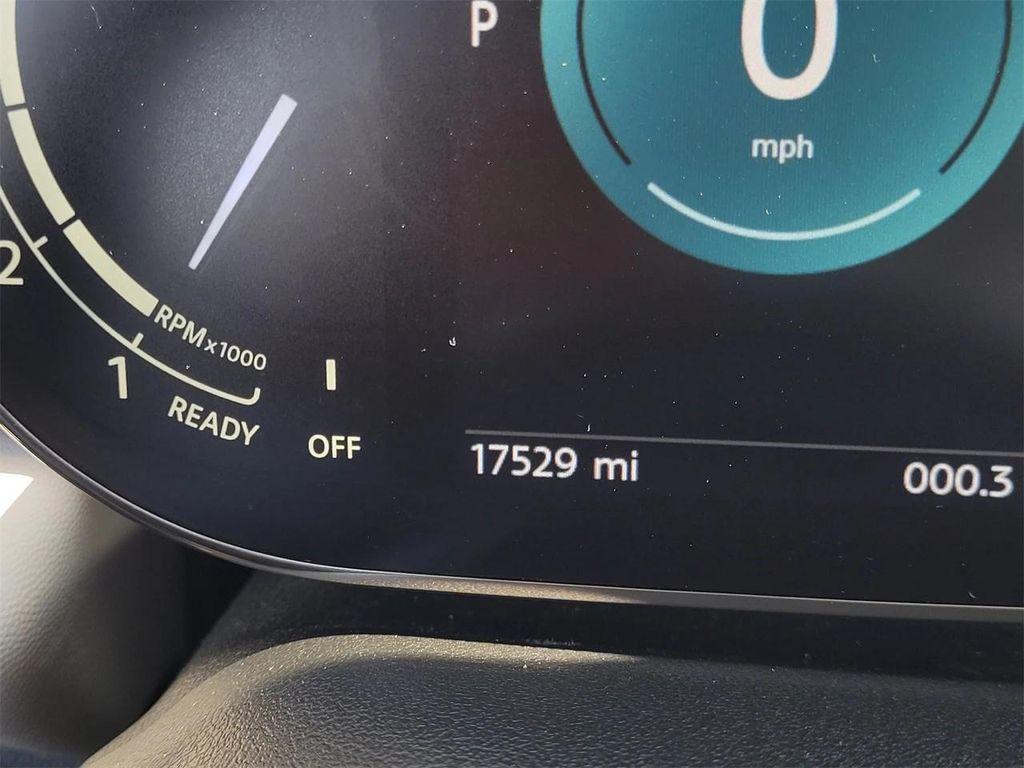 P
0
mph
2
RPM x1000
1
READY
OFF
17529 mi
000.3